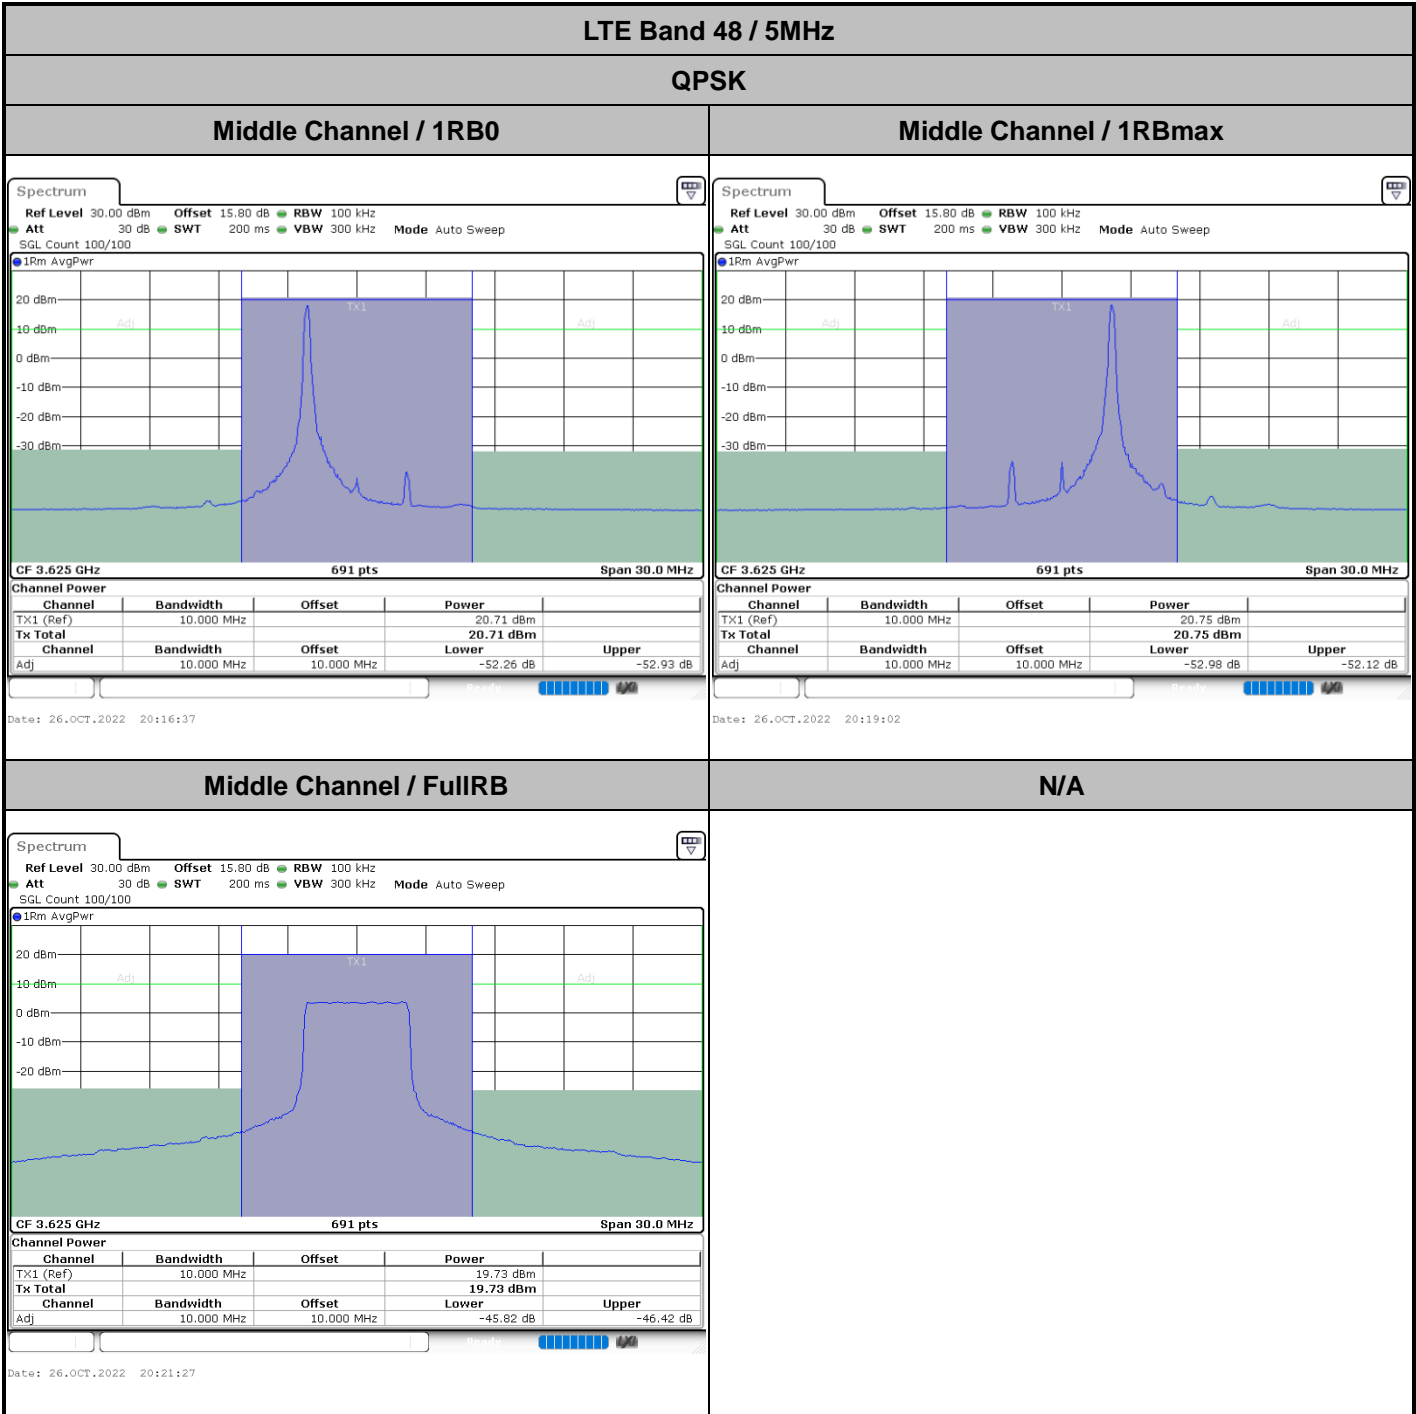 LTE Band 48 / 5MHz
QPSK
Middle Channel / 1RB0
Middle Channel / 1RBmax
Spectrum
Ref Level 30.00 dBm Offset 15.80 dB RBW 100 kHz
Att 30 dB SWT 200 ms VBW 300 kHz Mode Auto Sweep
SGL Count 100/100
1Rm AvgPwr
TX1
20 dBm
Adj
Adj
10 dBm
0 dBm
-10 dBm
-20 dBm
-30 dBm
CF 3.625 GHz 691 pts Span 30.0 MHz
Channel Power
Channel Bandwidth Offset Power
TX1 (Ref) 10.000 MHz 20.71 dBm
Tx Total 20.71 dBm
Channel Bandwidth Offset Lower Upper
Adj 10.000 MHz 10.000 MHz -52.26 dB -52.93 dB
Ready
Date: 26.OCT.2022 20:16:37
Spectrum
Ref Level 30.00 dBm Offset 15.80 dB RBW 100 kHz
Att 30 dB SWT 200 ms VBW 300 kHz Mode Auto Sweep
SGL Count 100/100
1Rm AvgPwr
TX1
20 dBm
Adj
Adj
10 dBm
0 dBm
-10 dBm
-20 dBm
-30 dBm
CF 3.625 GHz 691 pts Span 30.0 MHz
Channel Power
Channel Bandwidth Offset Power
TX1 (Ref) 10.000 MHz 20.75 dBm
Tx Total 20.75 dBm
Channel Bandwidth Offset Lower Upper
Adj 10.000 MHz 10.000 MHz -52.98 dB -52.12 dB
Ready
Date: 26.OCT.2022 20:19:02
Middle Channel / FullRB
N/A
Spectrum
Ref Level 30.00 dBm Offset 15.80 dB RBW 100 kHz
Att 30 dB SWT 200 ms VBW 300 kHz Mode Auto Sweep
SGL Count 100/100
1Rm AvgPwr
20 dBm
TX1
Adj
Adj
10 dBm
0 dBm
-10 dBm
-20 dBm
CF 3.625 GHz 691 pts Span 30.0 MHz
Channel Power
Channel Bandwidth Offset Power
TX1 (Ref) 10.000 MHz 19.73 dBm
Tx Total 19.73 dBm
Channel Bandwidth Offset Lower Upper
Adj 10.000 MHz 10.000 MHz -45.82 dB -46.42 dB
Ready
Date: 26.OCT.2022 20:21:27